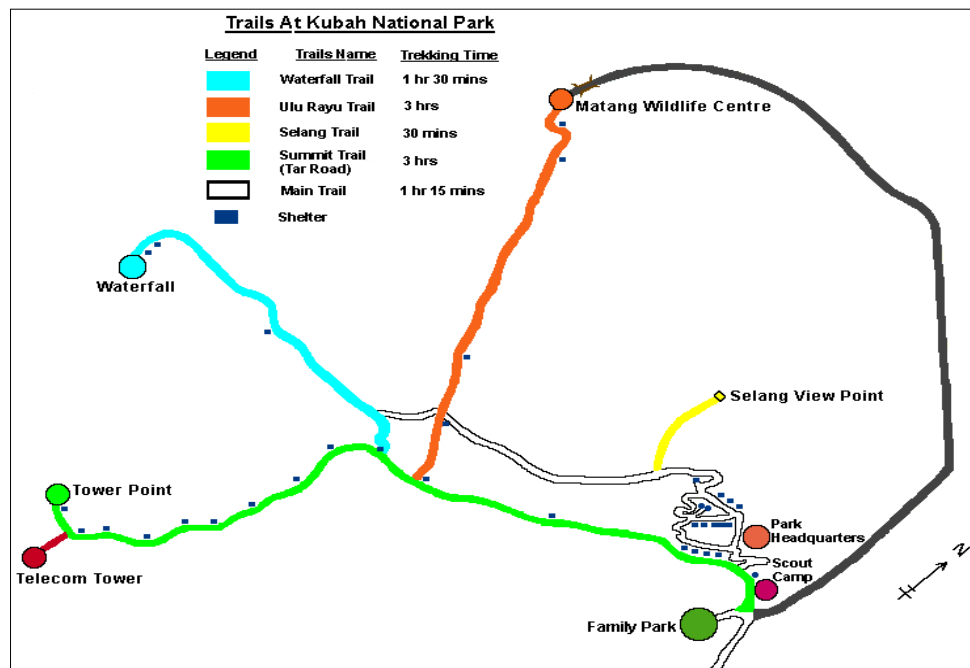 Trails At Kubah National Park
Legend Trails Name Trekking Time
Waterfall Trail 1 hr 30 mins
Ulu Rayu Trail 3 hrs
Selang Trail 30 mins
Summit Trail 3 hrs
(Tar Road)
Main Trail 1 hr 15 mins
Shelter
Matang Wildlife Centre
Waterfall
Selang View Point
Tower Point
Park
Headquarters
Telecom Tower
Scout
Camp
Family Park
N